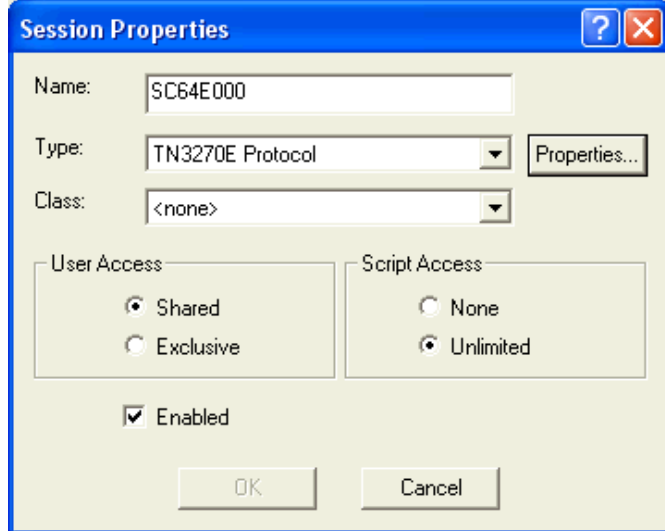 Session Properties
Name: SC64E000
Type: TN3270E Protocol Properties...
Class: <none>
User Access Script Access
Shared None
Exclusive Unlimited
Enabled
OK Cancel